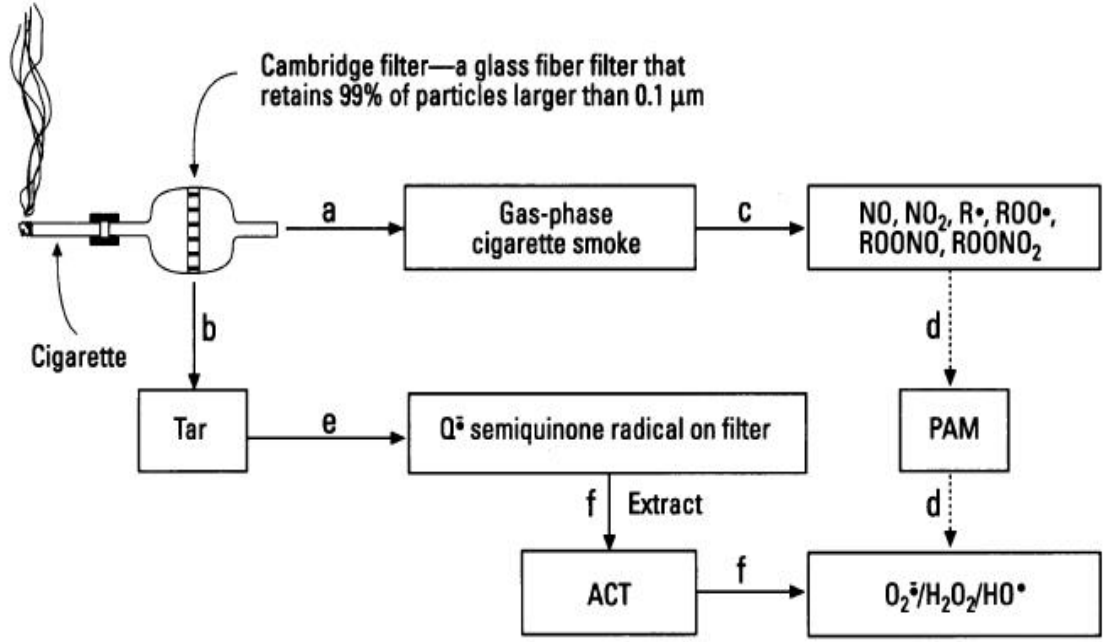 Cambridge filter—a glass fiber filter that
retains 99% of particles larger than 0.1 μm
a
Gas-phase
cigarette smoke
c
NO, NO₂, R•, ROO•,
ROONO, ROONO₂
Cigarette
b
d
Tar
e
Q•̄ semiquinone radical on filter
PAM
f
Extract
d
ACT
f
O₂•̄/H₂O₂/HO•